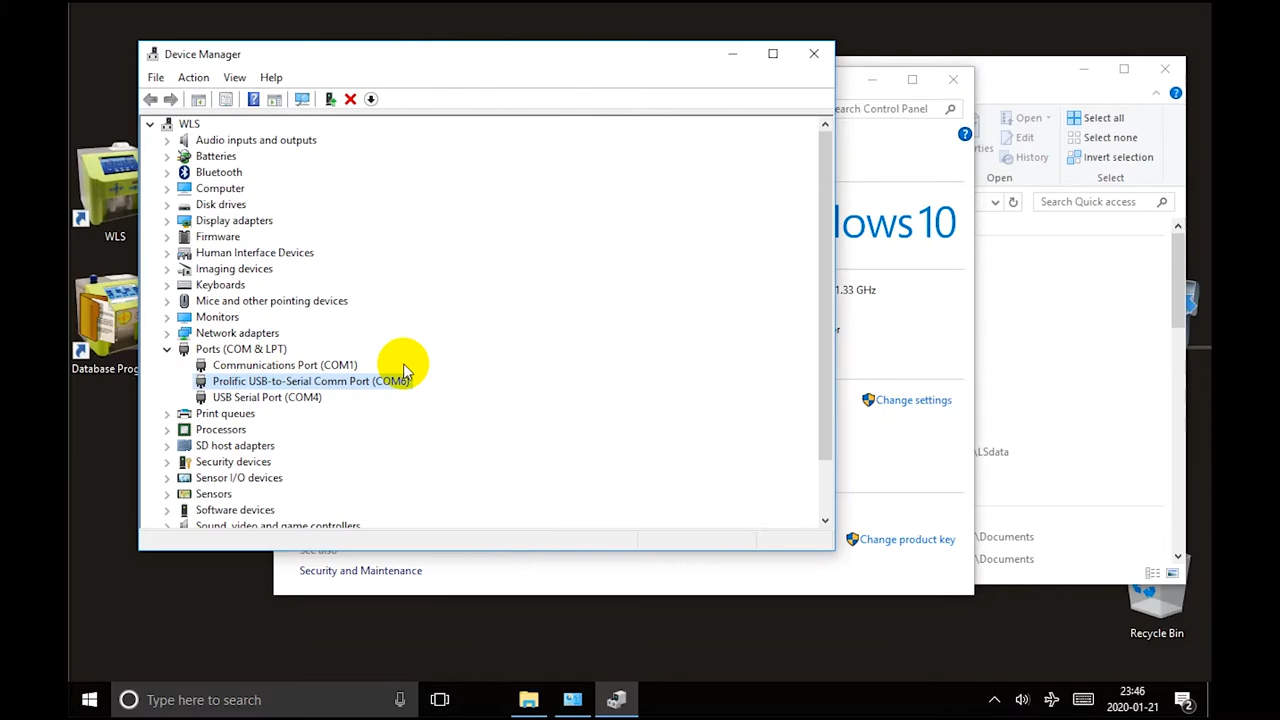 Device Manager
File Action View Help
WLS
Audio inputs and outputs
Batteries
Bluetooth
Computer
Disk drives
Display adapters
Firmware
Human Interface Devices
Imaging devices
Keyboards
Mice and other pointing devices
Monitors
Network adapters
Ports (COM & LPT)
Communications Port (COM1)
Prolific USB-to-Serial Comm Port (COM6)
USB Serial Port (COM4)
Print queues
Processors
SD host adapters
Security devices
Sensor I/O devices
Sensors
Software devices
Sound, video and game controllers
earch Control Panel
lows 10
1.33 GHz
Change settings
Change product key
See also
Security and Maintenance
Open
Edit
History
Open
Select all
Select none
Invert selection
Select
rties
Search Quick access
\LSdata
\Documents
\Documents
WLS
Database Prog
Recycle Bin
Type here to search
23:46
2020-01-21
2